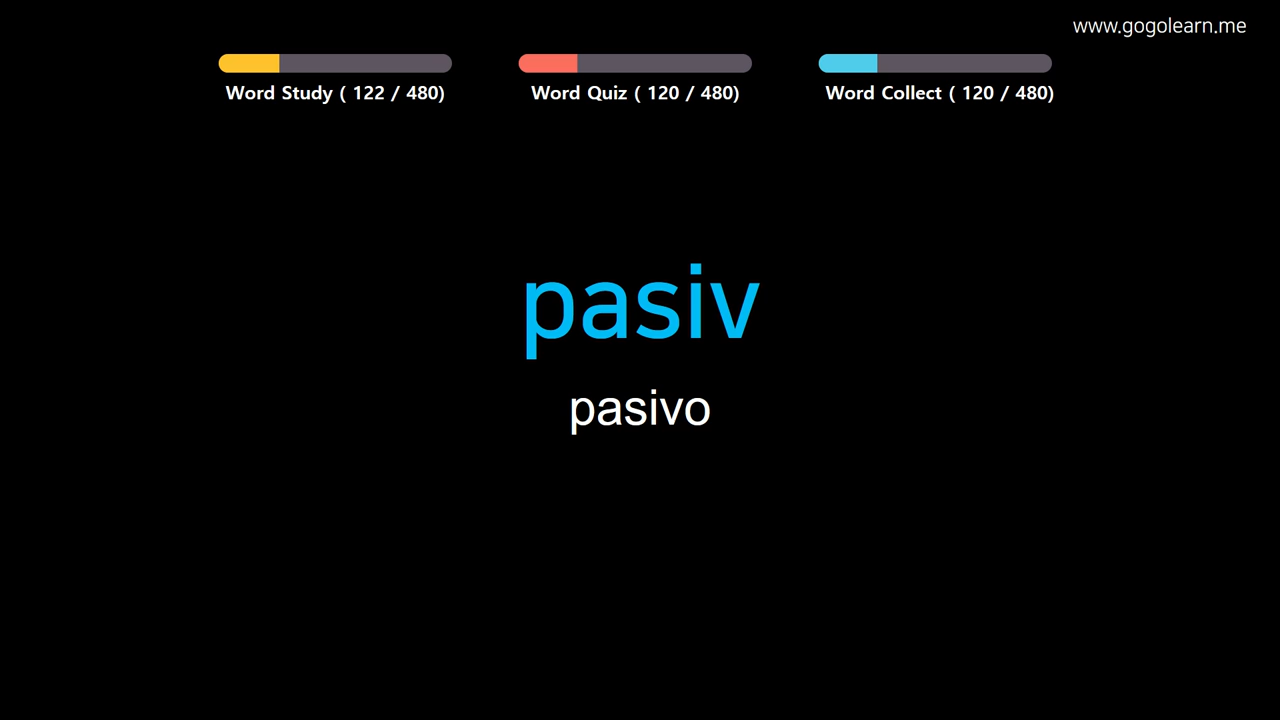 www.gogolearn.me
Word Study ( 122 / 480)
Word Quiz ( 120 / 480)
Word Collect ( 120 / 480)
pasiv
pasivo